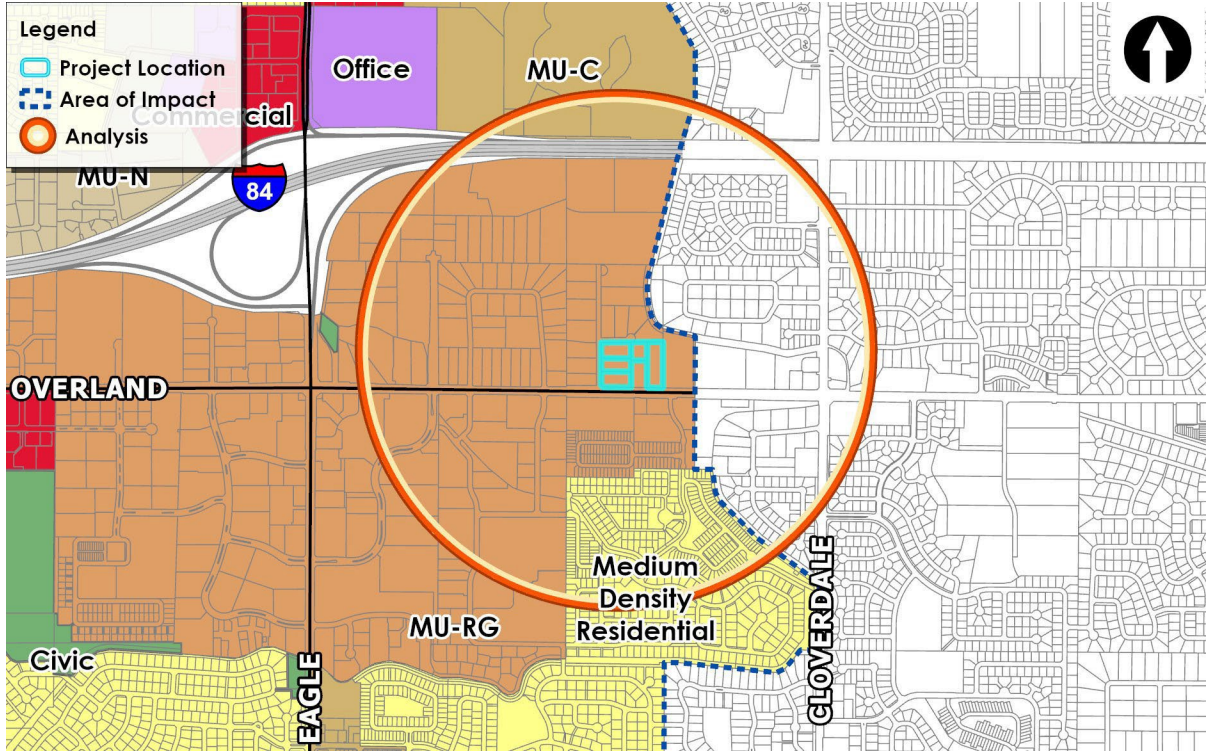 Legend
Project Location
Area of Impact
Analysis
Commercial
Office
MU-C
MU-N
84
OVERLAND
Medium
Density
Residential
MU-RG
Civic
EAGLE
CLOVERDALE